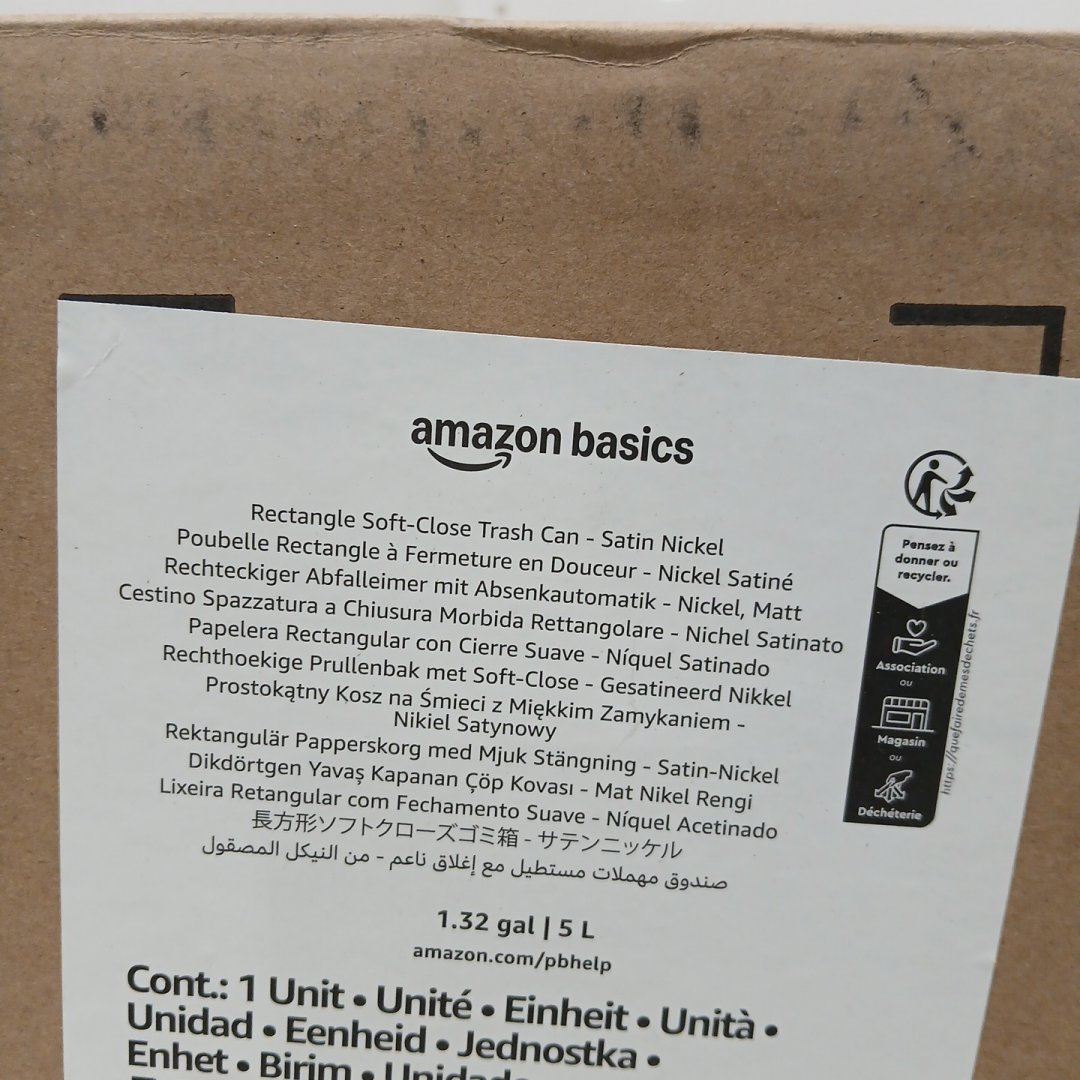 amazon basics
Rectangle Soft-Close Trash Can - Satin Nickel
Poubelle Rectangle à Fermeture en Douceur - Nickel Satiné
Rechteckiger Abfalleimer mit Absenkautomatik - Nickel, Matt
Cestino Spazzatura a Chiusura Morbida Rettangolare - Nichel Satinato
Papelera Rectangular con Cierre Suave - Níquel Satinado
Rechthoekige Prullenbak met Soft-Close - Gesatineerd Nikkel
Prostokątny Kosz na Śmieci z Miękkim Zamykaniem -
Nikiel Satynowy
Rektangulär Papperskorg med Mjuk Stängning - Satin-Nickel
Dikdörtgen Yavaş Kapanan Çöp Kovası - Mat Nikel Rengi
Lixeira Retangular com Fechamento Suave - Níquel Acetinado
長方形ソフトクローズゴミ箱 - サテンニッケル
صندوق مهملات مستطيل مع إغلاق ناعم - من النيكل المصقول
1.32 gal | 5 L
amazon.com/pbhelp
Cont.: 1 Unit • Unité • Einheit • Unità •
Unidad • Eenheid • Jednostka •
Enhet • Birim •
Pensez à
donner ou
recycler.
Association
ou
Magasin
ou
Déchèterie
https://quefairedemesdechets.fr